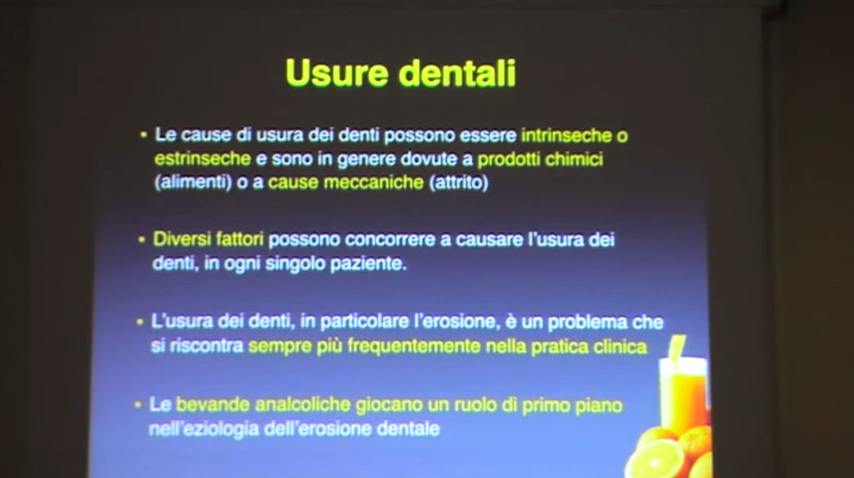 Usure dentali
• Le cause di usura dei denti possono essere intrinseche o
estrinseche e sono in genere dovute a prodotti chimici
(alimenti) o a cause meccaniche (attrito)
• Diversi fattori possono concorrere a causare l'usura dei
denti, in ogni singolo paziente.
• L'usura dei denti, in particolare l'erosione, è un problema che
si riscontra sempre più frequentemente nella pratica clinica
• Le bevande analcoliche giocano un ruolo di primo piano
nell'eziologia dell'erosione dentale